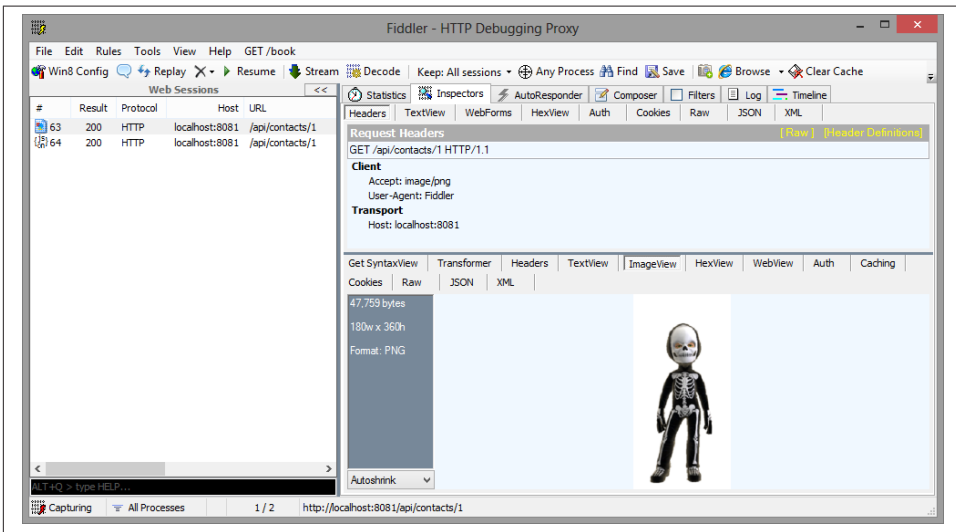 Fiddler - HTTP Debugging Proxy
File Edit Rules Tools View Help GET /book
Win8 Config Replay Resume Stream Decode Keep: All sessions Any Process Find Save Browse Clear Cache
Web Sessions <<
# Result Protocol Host URL
63 200 HTTP localhost:8081 /api/contacts/1
64 200 HTTP localhost:8081 /api/contacts/1
ALT+Q > type HELP...
Statistics Inspectors AutoResponder Composer Filters Log Timeline
Headers TextView WebForms HexView Auth Cookies Raw JSON XML
Request Headers [ Raw ] [Header Definitions]
GET /api/contacts/1 HTTP/1.1
Client
Accept: image/png
User-Agent: Fiddler
Transport
Host: localhost:8081
Get SyntaxView Transformer Headers TextView ImageView HexView WebView Auth Caching
Cookies Raw JSON XML
47,759 bytes
180w x 360h
Format: PNG
Autoshrink
Capturing All Processes 1 / 2 http://localhost:8081/api/contacts/1